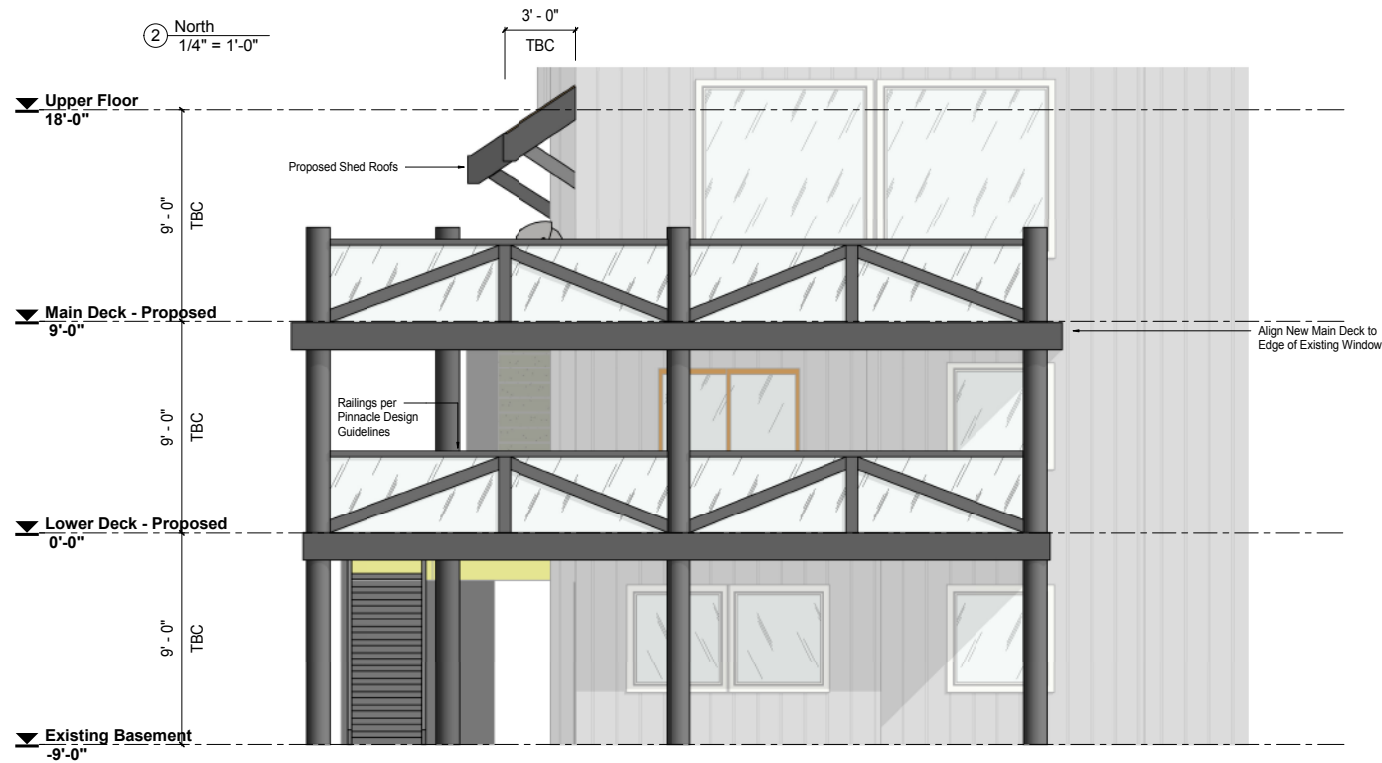 2
North
1/4" = 1'-0"
3' - 0"
TBC
Upper Floor
18'-0"
Proposed Shed Roofs
9' - 0"
TBC
Main Deck - Proposed
9'-0"
Align New Main Deck to
Edge of Existing Window
9' - 0"
TBC
Railings per
Pinnacle Design
Guidelines
Lower Deck - Proposed
0'-0"
9' - 0"
TBC
Existing Basement
-9'-0"